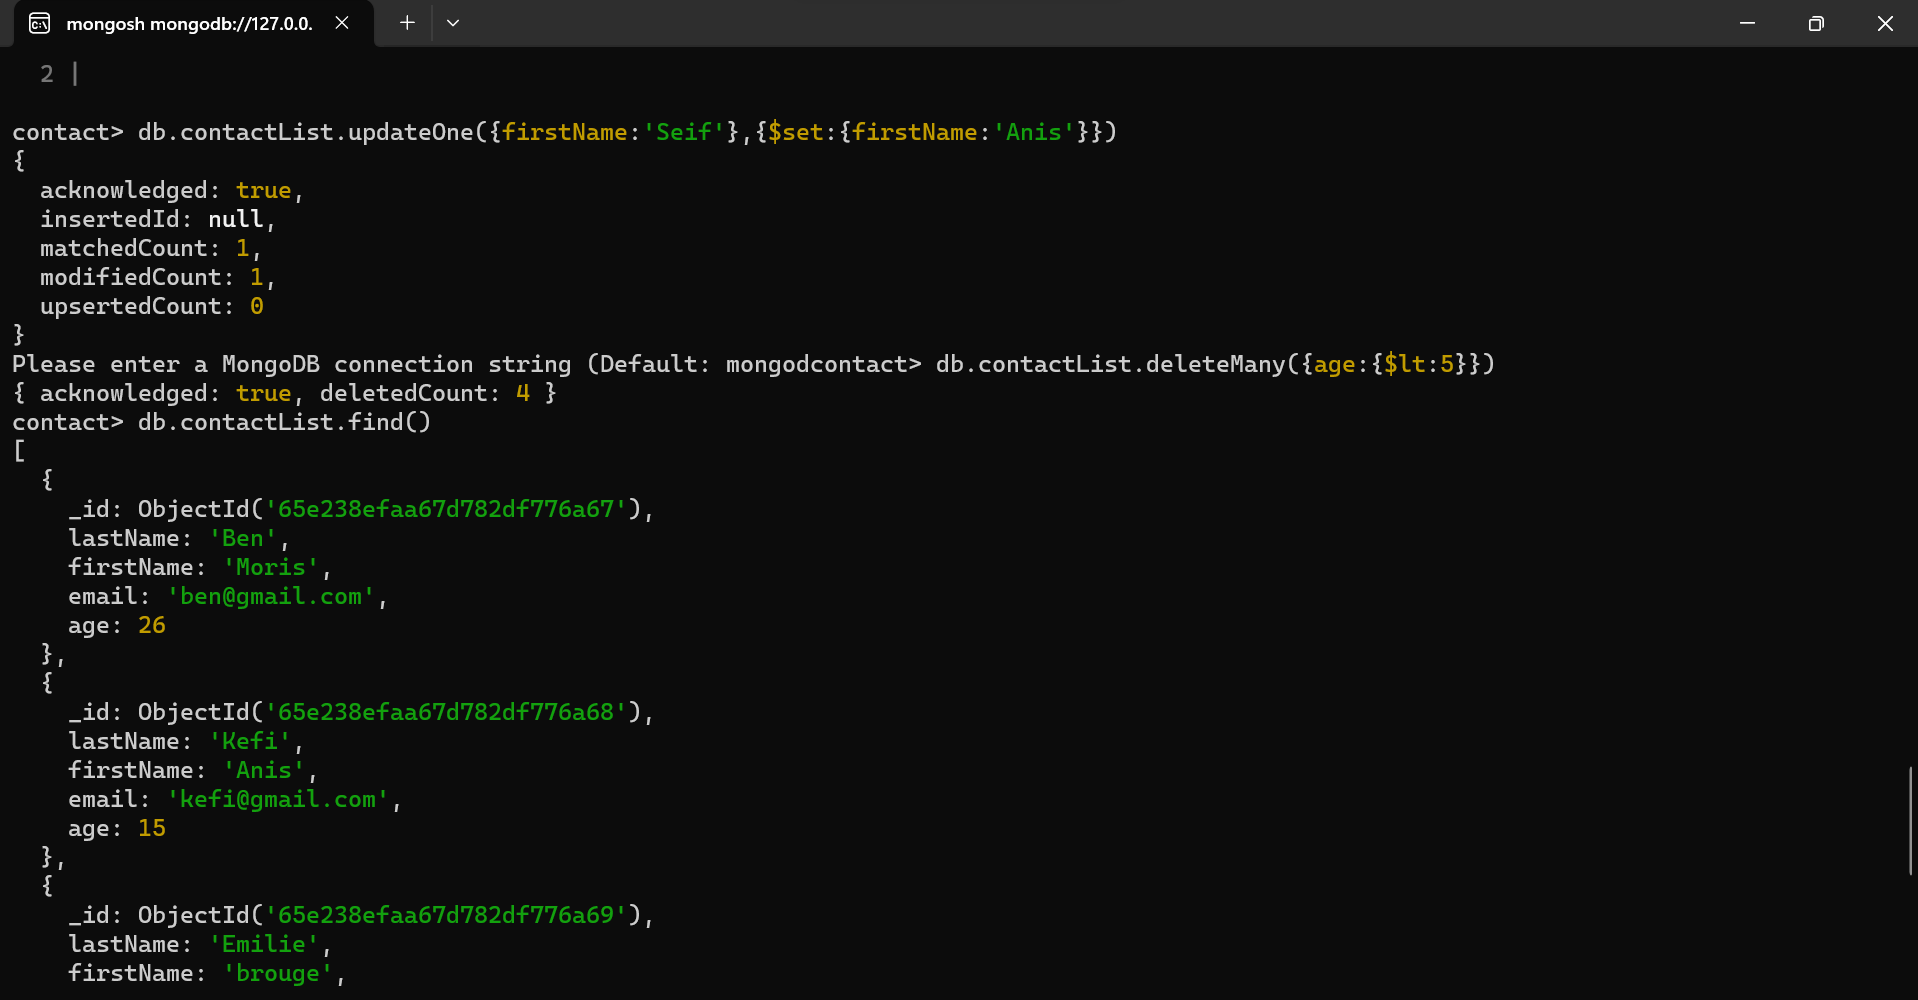 mongosh mongodb://127.0.0.
2 |
contact> db.contactList.updateOne({firstName:'Seif'},{$set:{firstName:'Anis'}})
{
  acknowledged: true,
  insertedId: null,
  matchedCount: 1,
  modifiedCount: 1,
  upsertedCount: 0
}
Please enter a MongoDB connection string (Default: mongodcontact> db.contactList.deleteMany({age:{$lt:5}})
{ acknowledged: true, deletedCount: 4 }
contact> db.contactList.find()
[
  {
    _id: ObjectId('65e238efaa67d782df776a67'),
    lastName: 'Ben',
    firstName: 'Moris',
    email: 'ben@gmail.com',
    age: 26
  },
  {
    _id: ObjectId('65e238efaa67d782df776a68'),
    lastName: 'Kefi',
    firstName: 'Anis',
    email: 'kefi@gmail.com',
    age: 15
  },
  {
    _id: ObjectId('65e238efaa67d782df776a69'),
    lastName: 'Emilie',
    firstName: 'brouge',